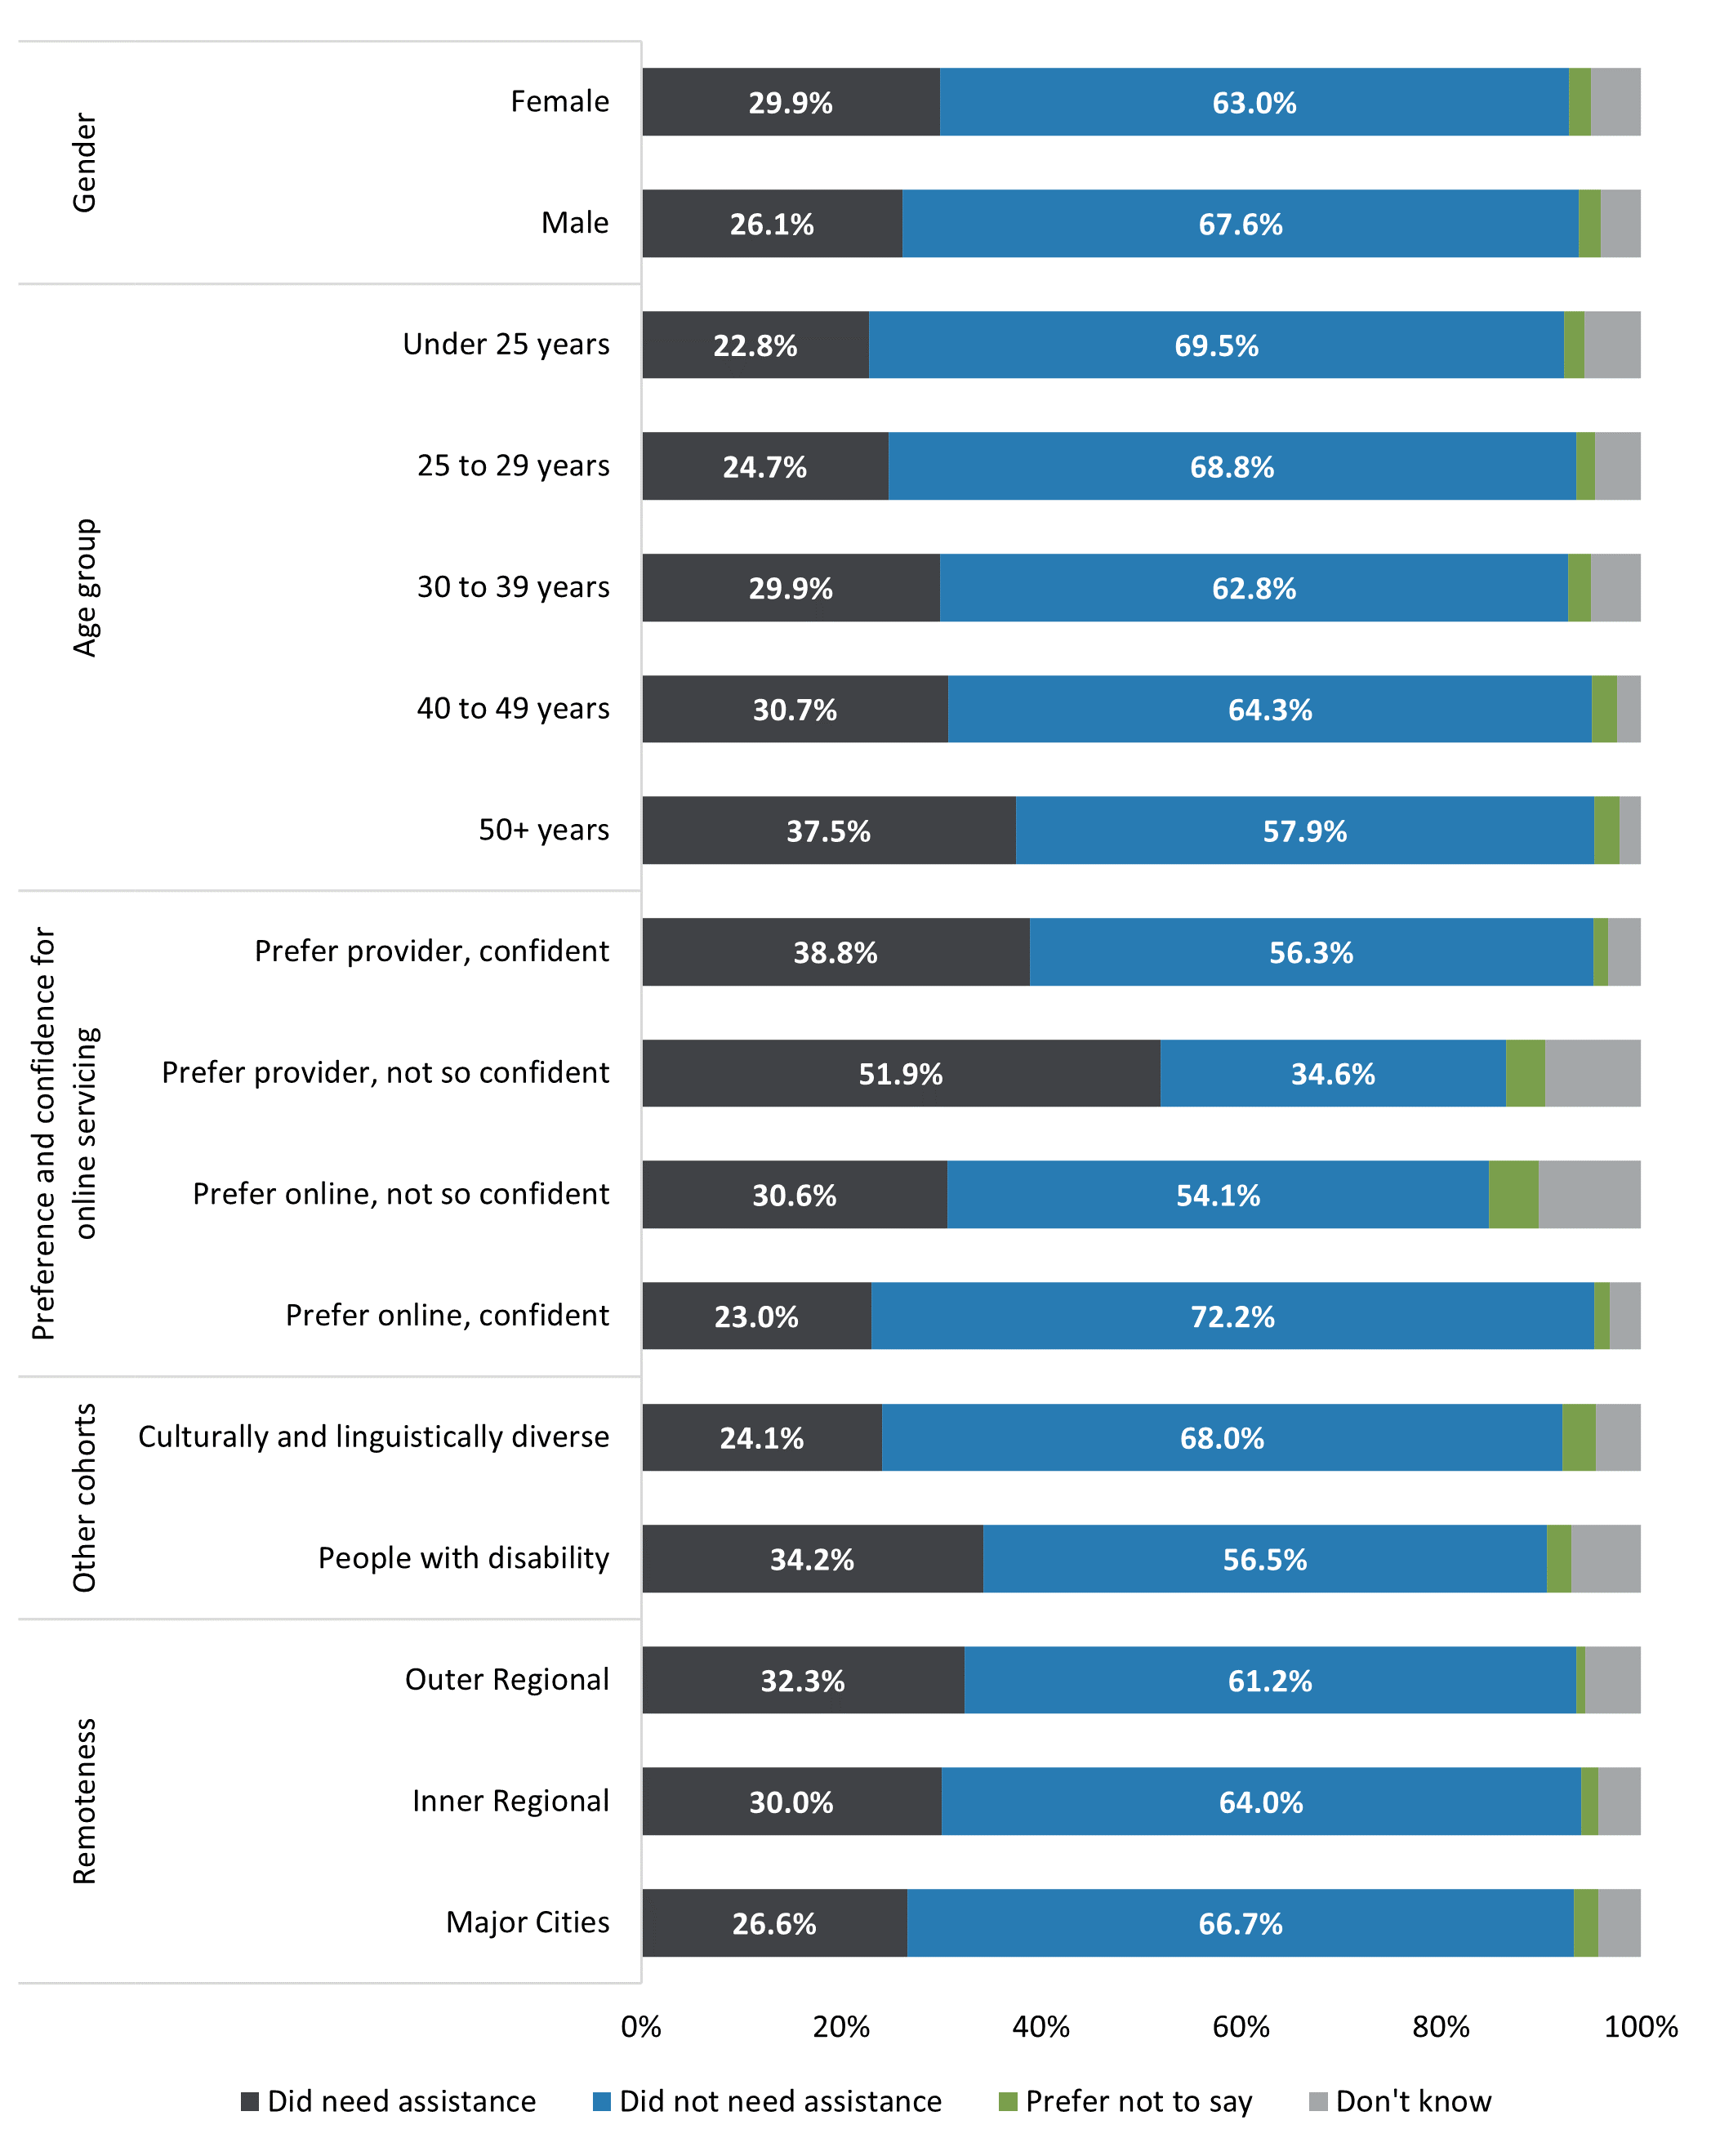 Gender
Female
29.9%
63.0%
Male
26.1%
67.6%
Age group
Under 25 years
22.8%
69.5%
25 to 29 years
24.7%
68.8%
30 to 39 years
29.9%
62.8%
40 to 49 years
30.7%
64.3%
50+ years
37.5%
57.9%
Preference and confidence for
online servicing
Prefer provider, confident
38.8%
56.3%
Prefer provider, not so confident
51.9%
34.6%
Prefer online, not so confident
30.6%
54.1%
Prefer online, confident
23.0%
72.2%
Other cohorts
Culturally and linguistically diverse
24.1%
68.0%
People with disability
34.2%
56.5%
Remoteness
Outer Regional
32.3%
61.2%
Inner Regional
30.0%
64.0%
Major Cities
26.6%
66.7%
0% 20% 40% 60% 80% 100%
Did need assistance Did not need assistance Prefer not to say Don't know